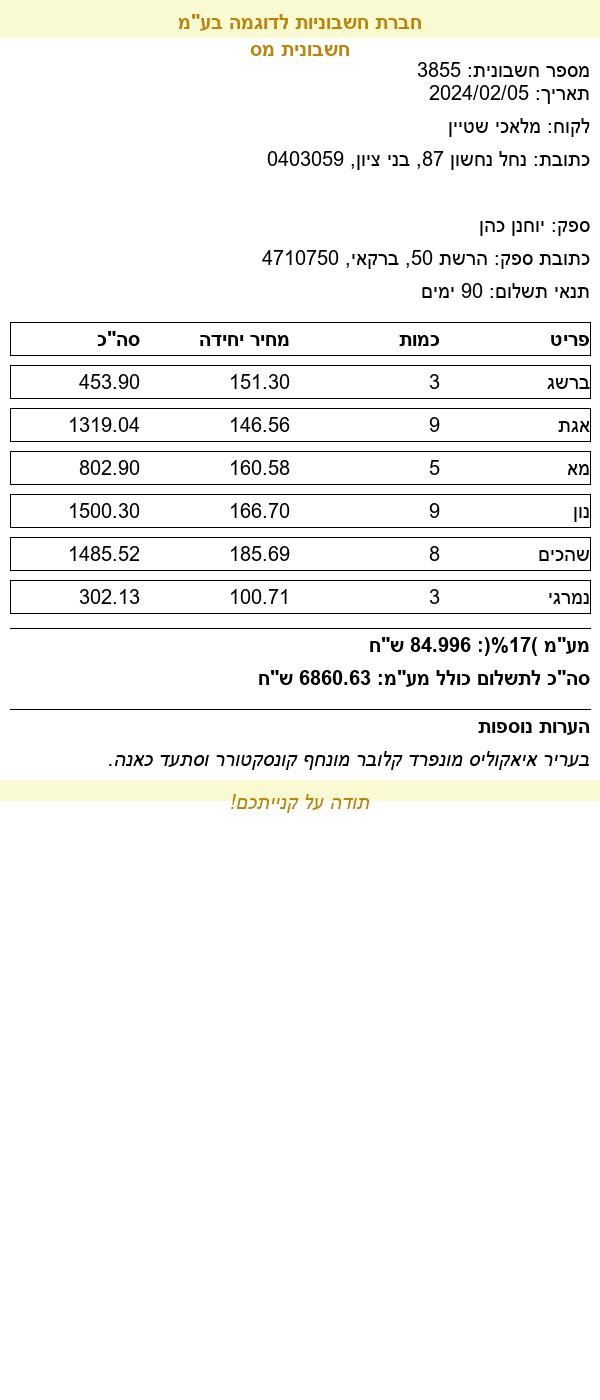 חברת חשבוניות לדוגמה בע"מ
חשבונית מס
מספר חשבונית: 3855
תאריך: 2024/02/05
לקוח: מלאכי שטיין
כתובת: נחל נחשון 87, בני ציון, 0403059
ספק: יוחנן כהן
כתובת ספק: הרשת 50, ברקאי, 4710750
תנאי תשלום: 90 ימים
פריט כמות מחיר יחידה סה"כ
ברשג 3 151.30 453.90
אגת 9 146.56 1319.04
מא 5 160.58 802.90
נון 9 166.70 1500.30
שהכים 8 185.69 1485.52
נמרגי 3 100.71 302.13
מע"מ )17%(: 84.996 ש"ח
סה"כ לתשלום כולל מע"מ: 6860.63 ש"ח
הערות נוספות
בעריר איאקוליס מונפרד קלובר מונחף קונסקטורר וסתעד כאנה.
תודה על קנייתכם!